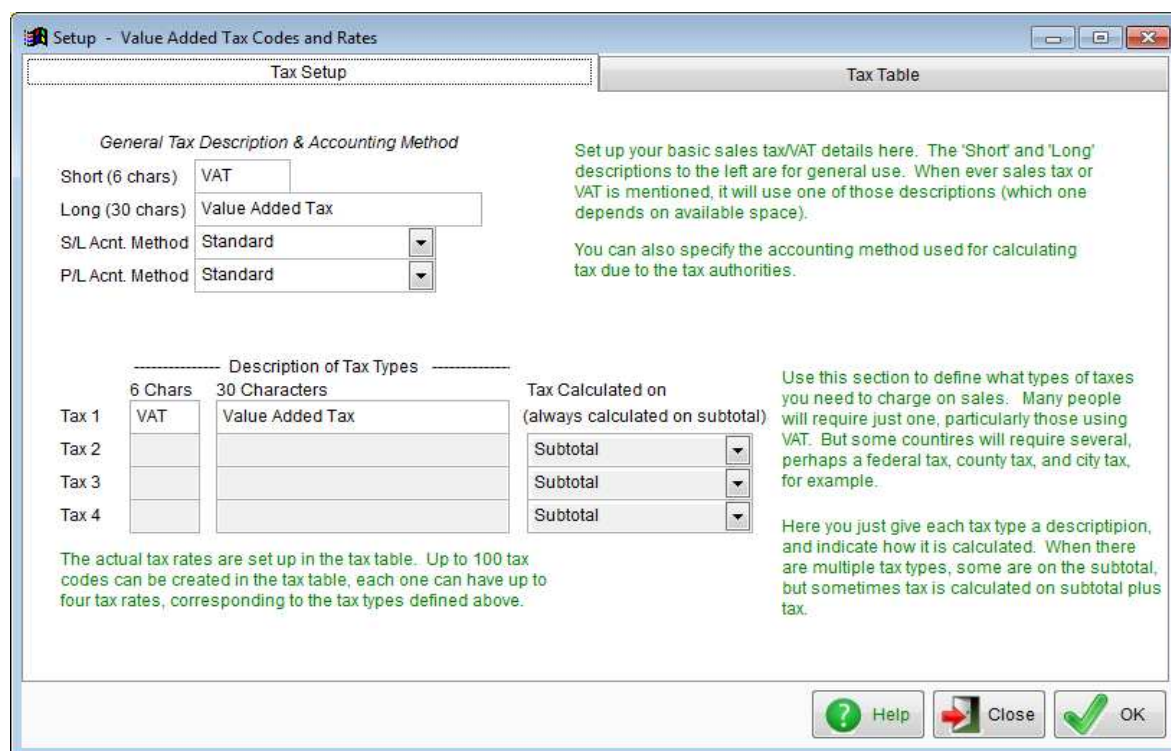 Setup - Value Added Tax Codes and Rates
Tax Setup
Tax Table
General Tax Description & Accounting Method
Short (6 chars) VAT
Long (30 chars) Value Added Tax
S/L Acnt. Method Standard
P/L Acnt. Method Standard
Set up your basic sales tax/VAT details here. The 'Short' and 'Long'
descriptions to the left are for general use. When ever sales tax or
VAT is mentioned, it will use one of those descriptions (which one
depends on available space).
You can also specify the accounting method used for calculating
tax due to the tax authorities.
--------------- Description of Tax Types --------------
6 Chars 30 Characters Tax Calculated on
Tax 1 VAT Value Added Tax (always calculated on subtotal)
Tax 2 Subtotal
Tax 3 Subtotal
Tax 4 Subtotal
The actual tax rates are set up in the tax table. Up to 100 tax
codes can be created in the tax table, each one can have up to
four tax rates, corresponding to the tax types defined above.
Use this section to define what types of taxes
you need to charge on sales. Many people
will require just one, particularly those using
VAT. But some countires will require several,
perhaps a federal tax, county tax, and city tax,
for example.
Here you just give each tax type a descriptipion,
and indicate how it is calculated. When there
are multiple tax types, some are on the subtotal,
but sometimes tax is calculated on subtotal plus
tax.
Help
Close
OK